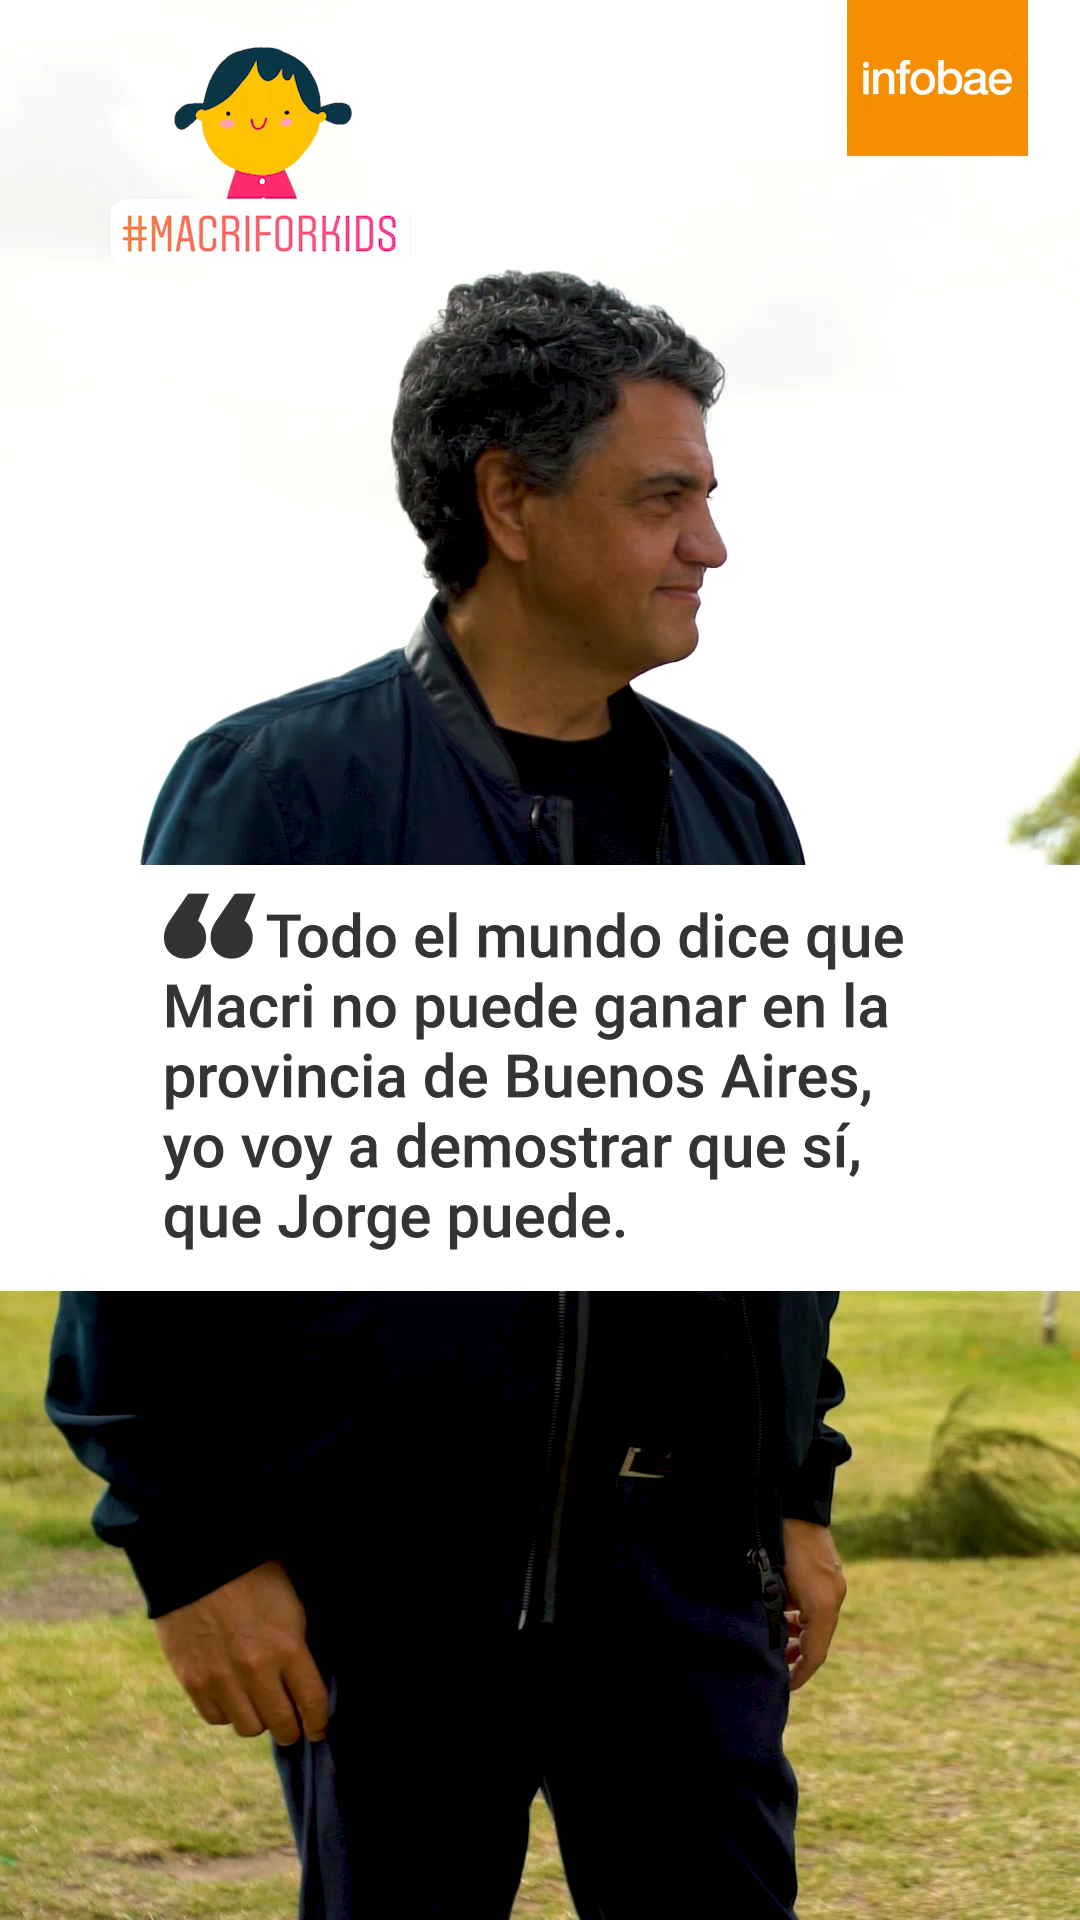 infobae
#MACRIFORKIDS
“Todo el mundo dice que
Macri no puede ganar en la
provincia de Buenos Aires,
yo voy a demostrar que sí,
que Jorge puede.